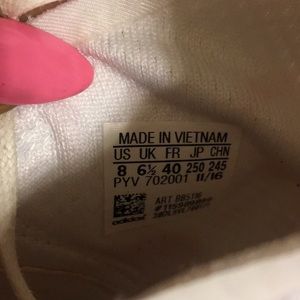 MADE IN VIETNAM
US UK FR JP CHN
8 6½ 40 250 245
PYV 702001 11/16
ART BB5116
adidas